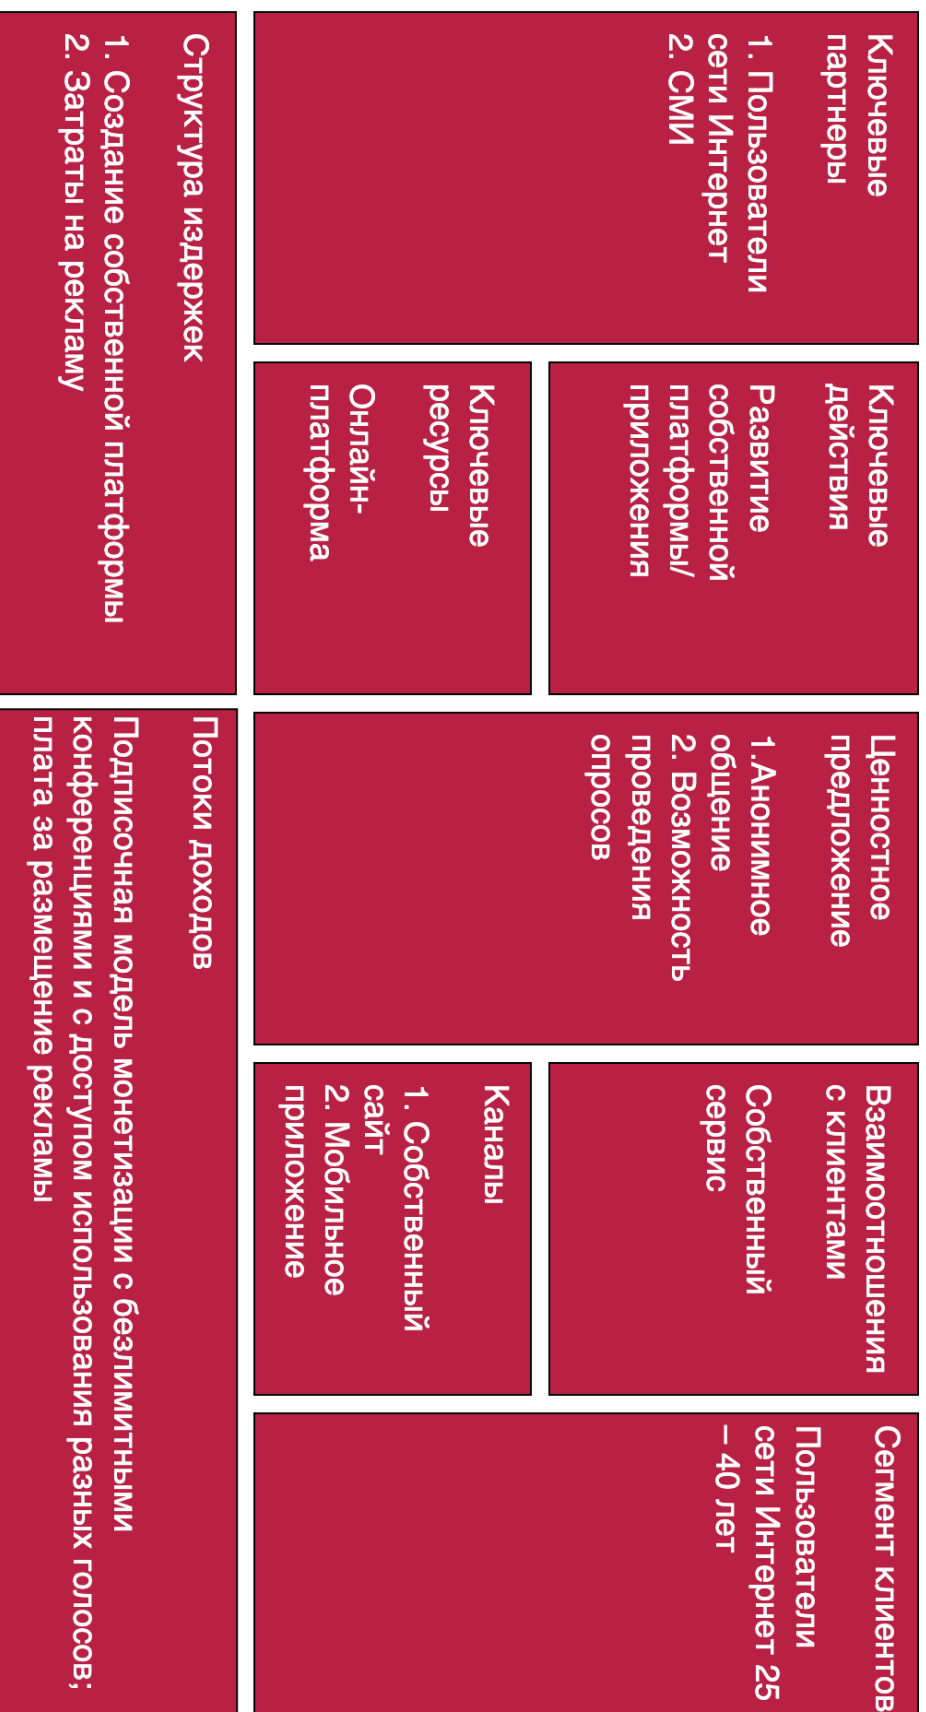 Ключевые
партнеры
1. Пользователи
сети Интернет
2. СМИ
Ключевые
действия
Развитие
собственной
платформы/
приложения
Ключевые
ресурсы
Онлайн-
платформа
Ценностное
предложение
1.Анонимное
общение
2. Возможность
проведения
опросов
Взаимоотношения
с клиентами
Собственный
сервис
Каналы
1. Собственный
сайт
2. Мобильное
приложение
Сегмент клиентов
Пользователи
сети Интернет 25
– 40 лет
Структура издержек
1. Создание собственной платформы
2. Затраты на рекламу
Потоки доходов
Подписочная модель монетизации с безлимитными
конференциями и с доступом использования разных голосов;
плата за размещение рекламы